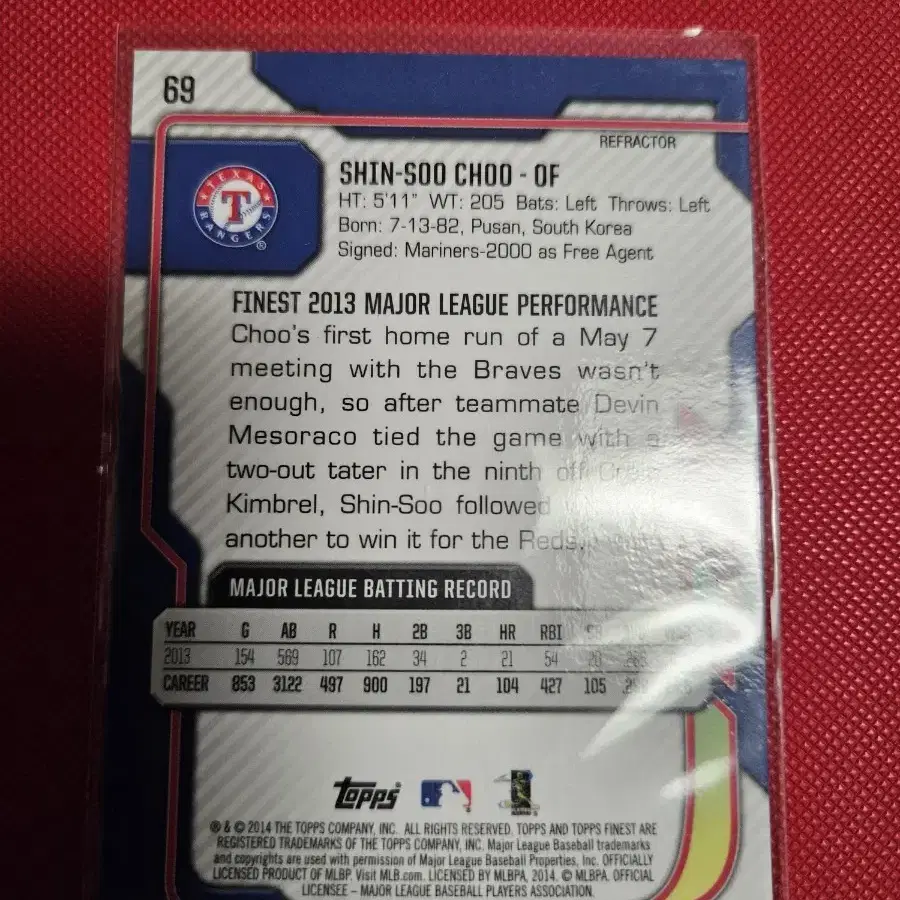 69
REFRACTOR
TEXAS
T
RANGERS
®
SHIN-SOO CHOO - OF
HT: 5'11" WT: 205 Bats: Left Throws: Left
Born: 7-13-82, Pusan, South Korea
Signed: Mariners-2000 as Free Agent
FINEST 2013 MAJOR LEAGUE PERFORMANCE
Choo's first home run of a May 7
meeting with the Braves wasn't
enough, so after teammate Devin
Mesoraco tied the game with a
two-out tater in the ninth off
Kimbrel, Shin-Soo followed
another to win it for the Reds.
MAJOR LEAGUE BATTING RECORD
YEAR G AB R H 2B 3B HR RBI
2013 154 569 107 162 34 2 21 54 20
CAREER 853 3122 497 900 197 21 104 427 105
Topps
® & © 2014 THE TOPPS COMPANY, INC. ALL RIGHTS RESERVED. TOPPS AND TOPPS FINEST ARE
REGISTERED TRADEMARKS OF THE TOPPS COMPANY, INC. Major League Baseball trademarks
and copyrights are used with permission of Major League Baseball Properties, Inc. OFFICIALLY
LICENSED PRODUCT OF MLBP. Visit MLB.com. LICENSED BY MLBPA, 2014. © MLBPA. OFFICIAL
LICENSEE – MAJOR LEAGUE BASEBALL PLAYERS ASSOCIATION.